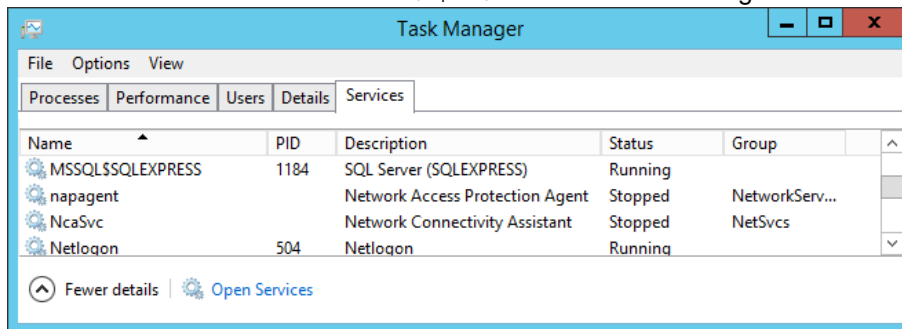 Task Manager
File Options View
Processes Performance Users Details Services
Name PID Description Status Group
MSSQL$SQLEXPRESS 1184 SQL Server (SQLEXPRESS) Running
napagent Network Access Protection Agent Stopped NetworkServ...
NcaSvc Network Connectivity Assistant Stopped NetSvcs
Netlogon 504 Netlogon Running
Fewer details Open Services